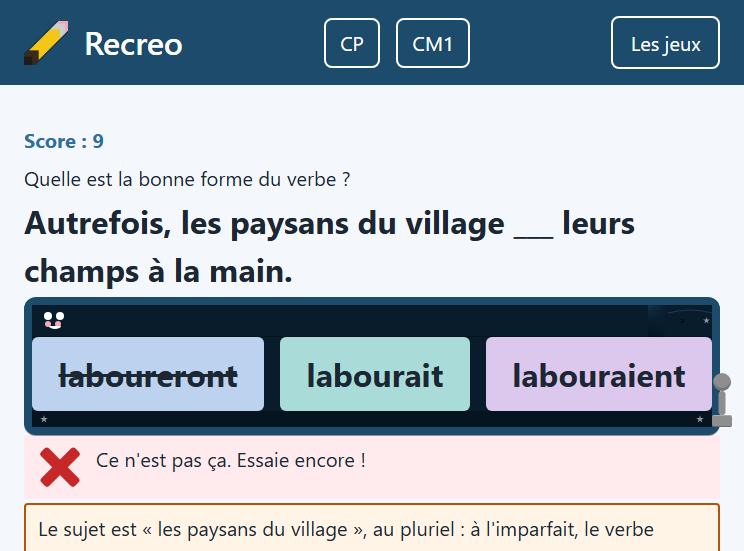 Recreo
CP
CM1
Les jeux
Score : 9
Quelle est la bonne forme du verbe ?
Autrefois, les paysans du village ___ leurs
champs à la main.
laboureront
labourait
labouraient
Ce n'est pas ça. Essaie encore !
Le sujet est « les paysans du village », au pluriel : à l'imparfait, le verbe